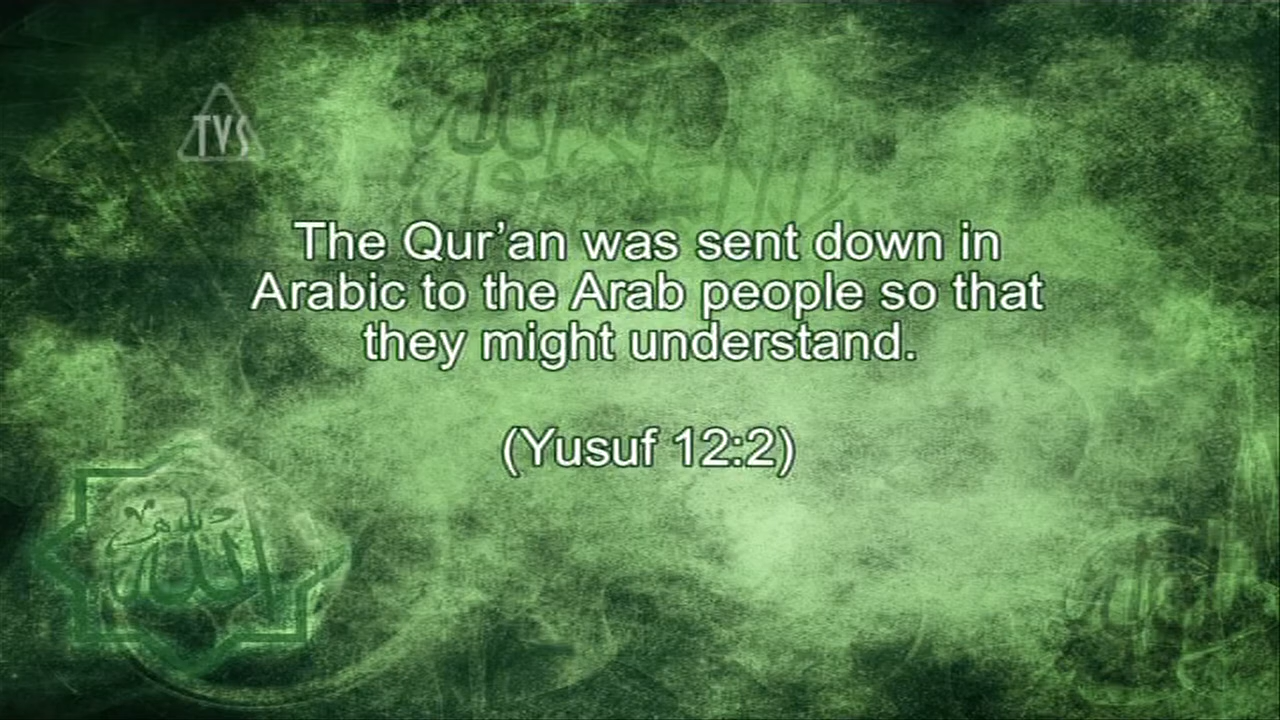 TVS
The Qur’an was sent down in
Arabic to the Arab people so that
they might understand.
(Yusuf 12:2)
الله